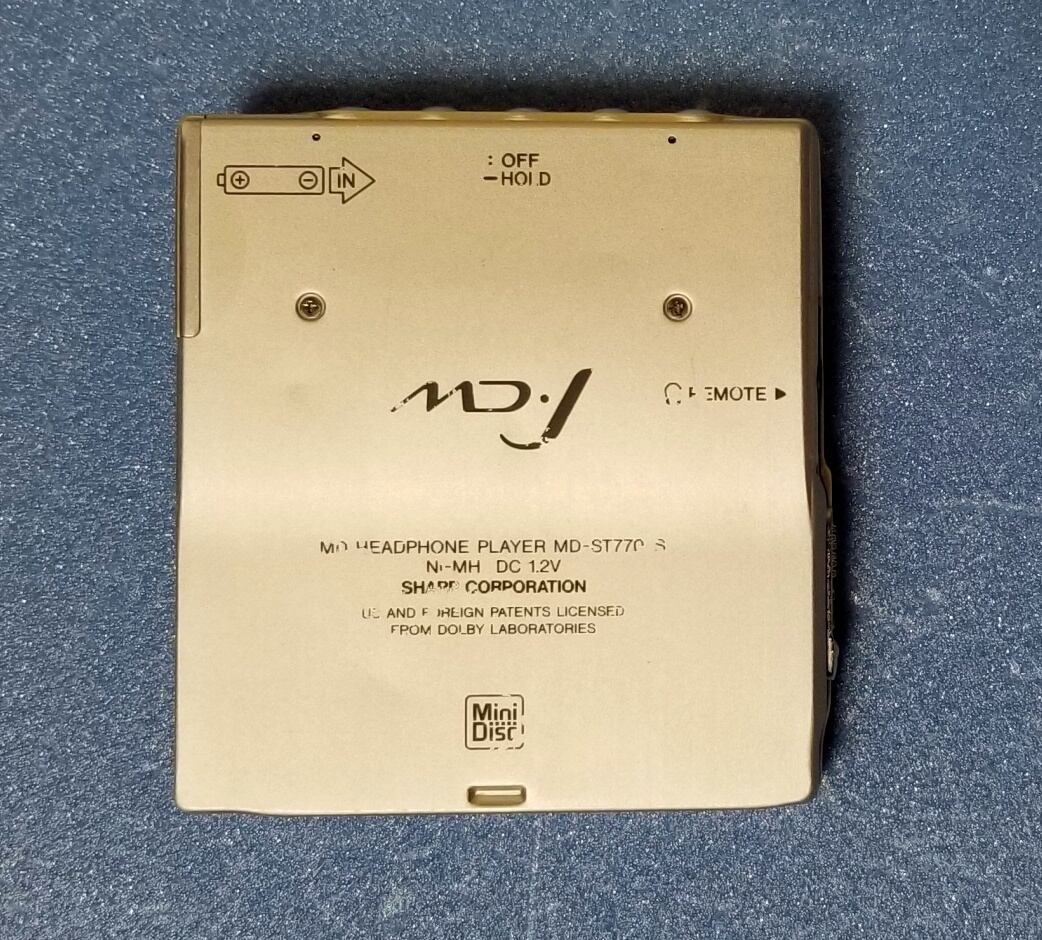 IN
: OFF
–HOLD
MD·J
REMOTE
MD HEADPHONE PLAYER MD-ST770-S
Ni-MH DC 1.2V
SHARP CORPORATION
US AND FOREIGN PATENTS LICENSED
FROM DOLBY LABORATORIES
Mini
Disc